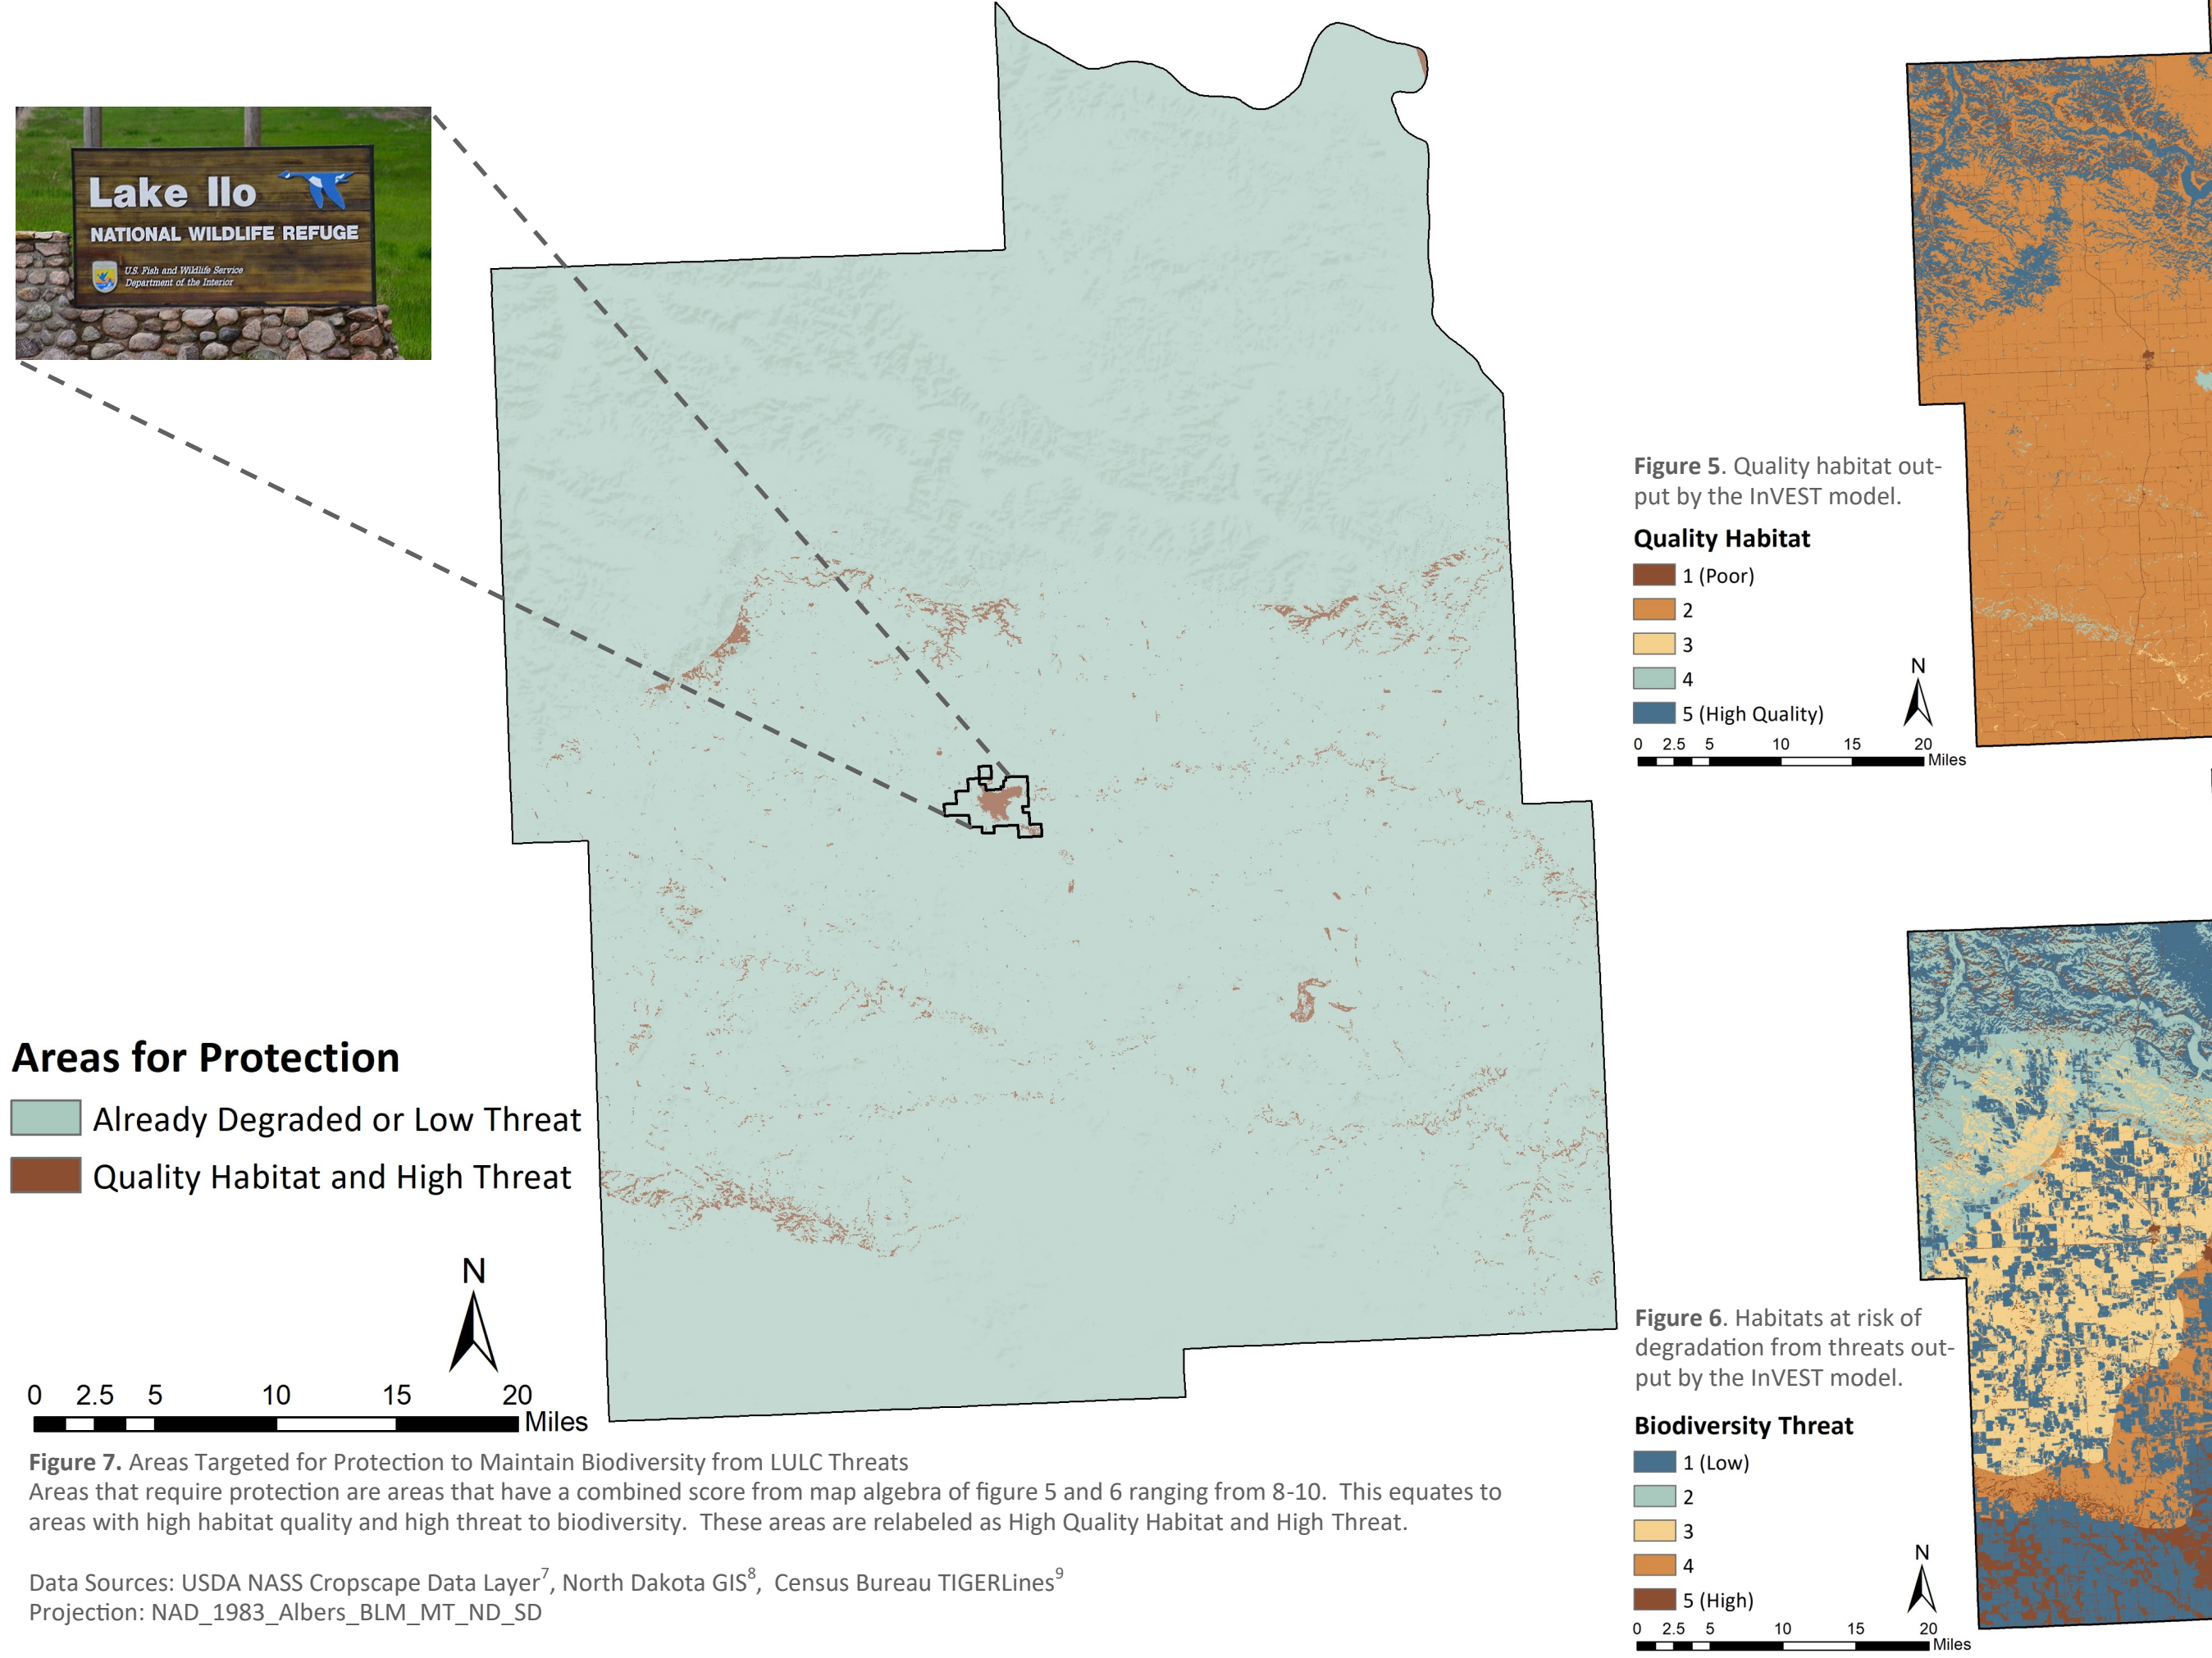 Lake Ilo
NATIONAL WILDLIFE REFUGE
U.S. Fish and Wildlife Service
Department of the Interior
Areas for Protection
Already Degraded or Low Threat
Quality Habitat and High Threat
N
0 2.5 5 10 15 20
Miles
Figure 7. Areas Targeted for Protection to Maintain Biodiversity from LULC Threats
Areas that require protection are areas that have a combined score from map algebra of figure 5 and 6 ranging from 8-10. This equates to
areas with high habitat quality and high threat to biodiversity. These areas are relabeled as High Quality Habitat and High Threat.
Data Sources: USDA NASS Cropscape Data Layer7, North Dakota GIS8, Census Bureau TIGERLines9
Projection: NAD_1983_Albers_BLM_MT_ND_SD
Figure 5. Quality habitat out-
put by the InVEST model.
Quality Habitat
1 (Poor)
2
3
4
5 (High Quality)
N
0 2.5 5 10 15 20
Miles
Figure 6. Habitats at risk of
degradation from threats out-
put by the InVEST model.
Biodiversity Threat
1 (Low)
2
3
4
5 (High)
N
0 2.5 5 10 15 20
Miles